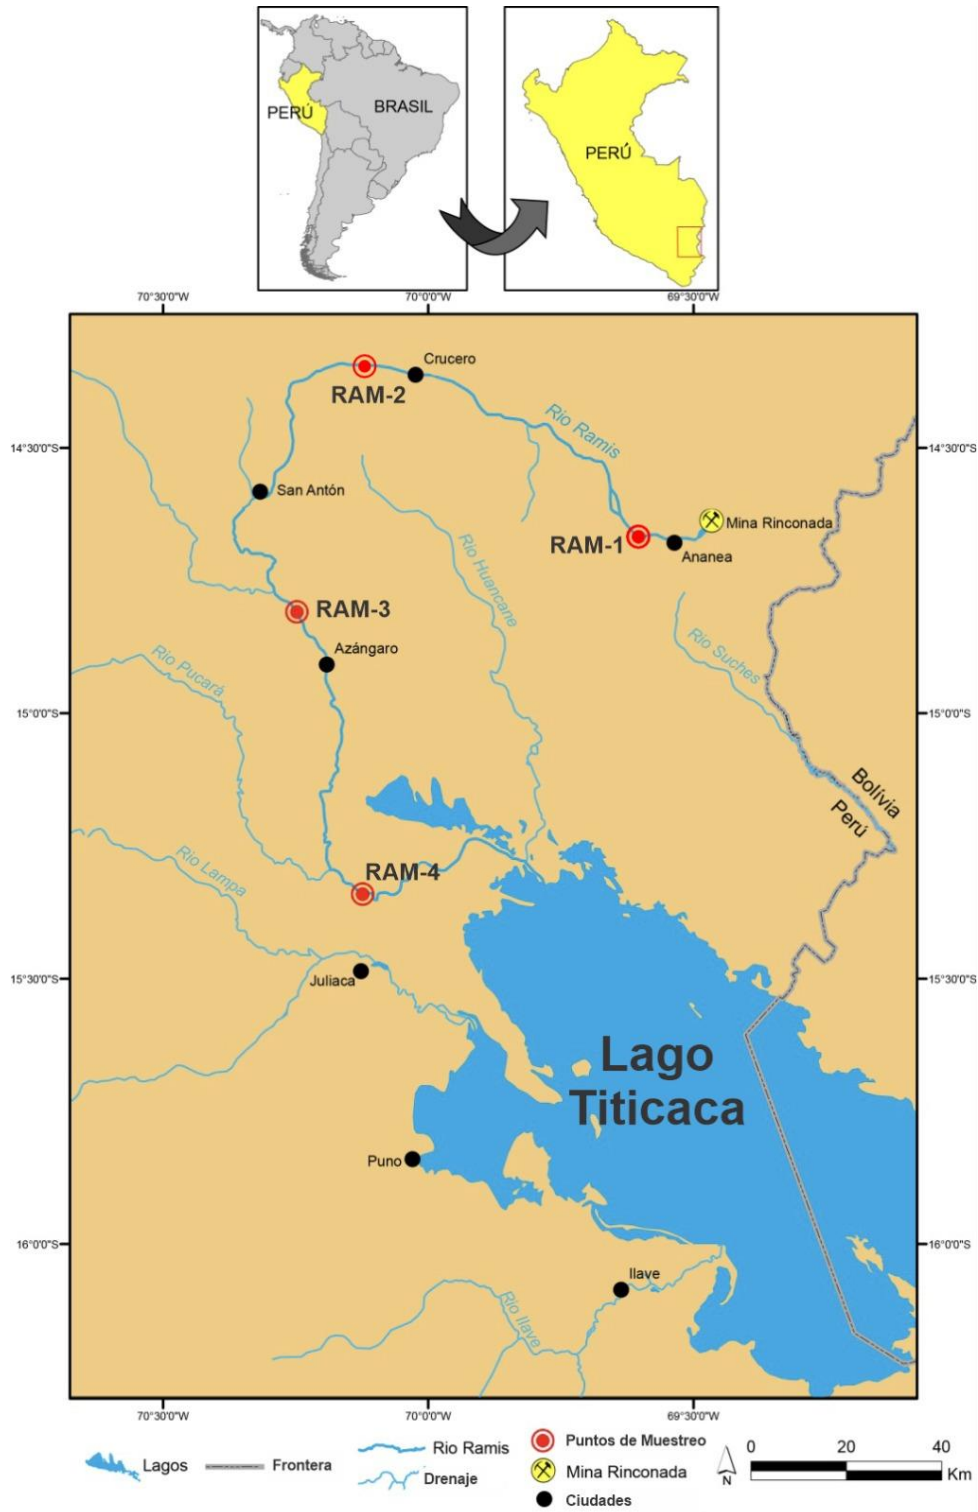 PERÚ
BRASIL
PERÚ
70°30'0"W
70°0'0"W
69°30'0"W
Crucero
RAM-2
Rio Ramis
14°30'0"S
14°30'0"S
San Antón
Mina Rinconada
RAM-1
Ananea
Rio Huancane
RAM-3
Azángaro
Rio Suches
Rio Pucará
15°0'0"S
15°0'0"S
Bolívia
Perú
Rio Lampa
RAM-4
Juliaca
15°30'0"S
15°30'0"S
Lago
Titicaca
Puno
16°0'0"S
16°0'0"S
Ilave
Rio Ilave
70°30'0"W
70°0'0"W
69°30'0"W
Lagos
Frontera
Rio Ramis
Drenaje
Puntos de Muestreo
Mina Rinconada
Ciudades
N
0 20 40
Km